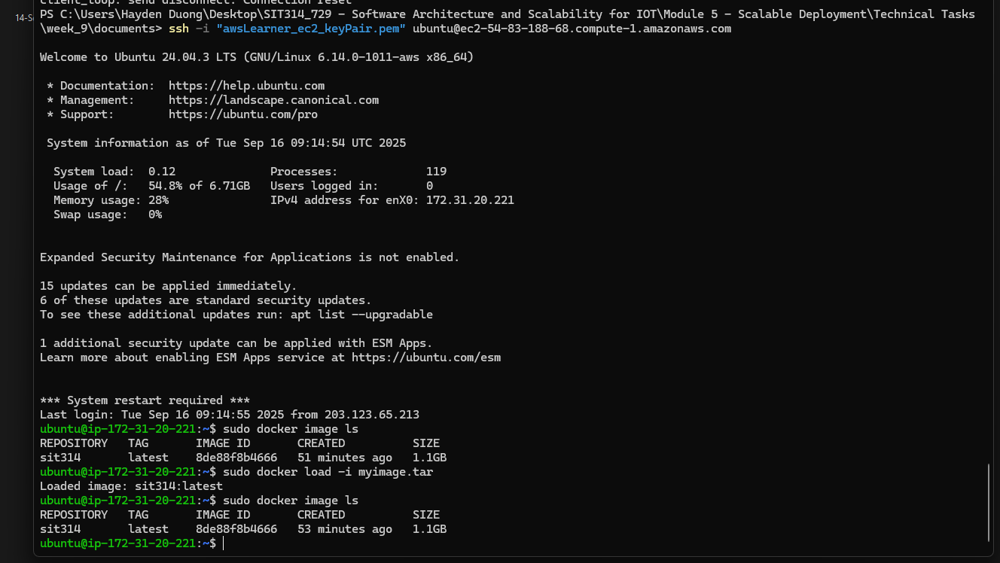 client_loop: send disconnect: Connection reset
PS C:\Users\Hayden Duong\Desktop\SIT314_729 - Software Architecture and Scalability for IOT\Module 5 - Scalable Deployment\Technical Tasks
14-S
\week_9\documents> ssh -i "awsLearner_ec2_keyPair.pem" ubuntu@ec2-54-83-188-68.compute-1.amazonaws.com
Welcome to Ubuntu 24.04.3 LTS (GNU/Linux 6.14.0-1011-aws x86_64)
* Documentation:  https://help.ubuntu.com
* Management:     https://landscape.canonical.com
* Support:        https://ubuntu.com/pro
System information as of Tue Sep 16 09:14:54 UTC 2025
System load:  0.12              Processes:             119
Usage of /:   54.8% of 6.71GB   Users logged in:       0
Memory usage: 28%               IPv4 address for enX0: 172.31.20.221
Swap usage:   0%
Expanded Security Maintenance for Applications is not enabled.
15 updates can be applied immediately.
6 of these updates are standard security updates.
To see these additional updates run: apt list --upgradable
1 additional security update can be applied with ESM Apps.
Learn more about enabling ESM Apps service at https://ubuntu.com/esm
*** System restart required ***
Last login: Tue Sep 16 09:14:55 2025 from 203.123.65.213
ubuntu@ip-172-31-20-221:~$ sudo docker image ls
REPOSITORY   TAG       IMAGE ID       CREATED          SIZE
sit314       latest    8de88f8b4666   51 minutes ago   1.1GB
ubuntu@ip-172-31-20-221:~$ sudo docker load -i myimage.tar
Loaded image: sit314:latest
ubuntu@ip-172-31-20-221:~$ sudo docker image ls
REPOSITORY   TAG       IMAGE ID       CREATED          SIZE
sit314       latest    8de88f8b4666   53 minutes ago   1.1GB
ubuntu@ip-172-31-20-221:~$